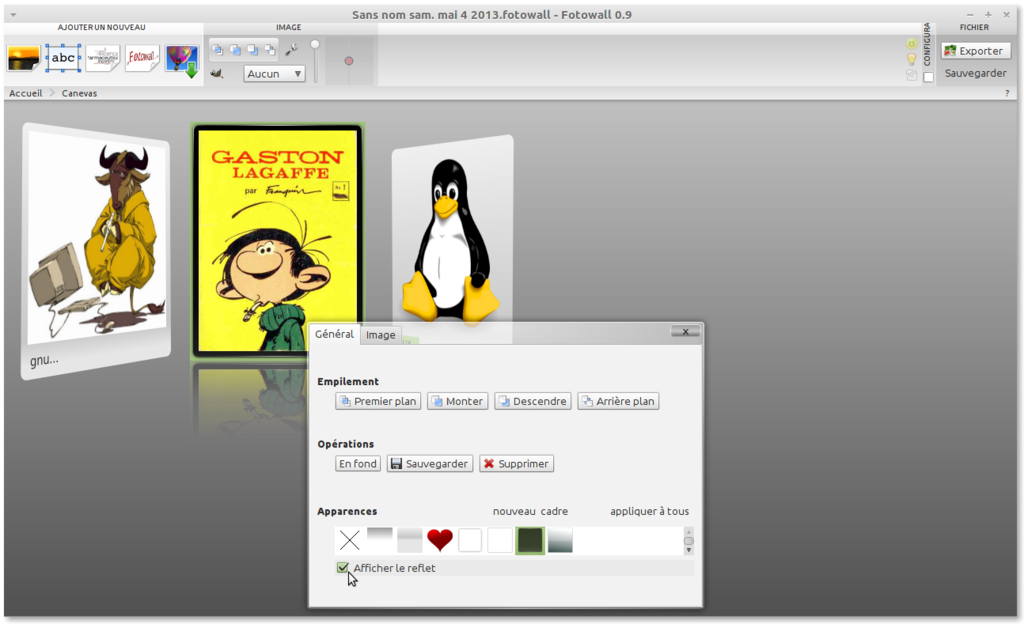 Sans nom sam. mai 4 2013.fotowall - Fotowall 0.9
AJOUTER UN NOUVEAU
IMAGE
CONFIGURA
FICHIER
abc
Fotowall
Aucun
Exporter
Sauvegarder
Accueil
Canevas
?
GASTON
LAGAFFE
par Franquin
No 1
gnu...
Général
Image
Empilement
Premier plan
Monter
Descendre
Arrière plan
Opérations
En fond
Sauvegarder
Supprimer
Apparences
nouveau cadre
appliquer à tous
Afficher le reflet